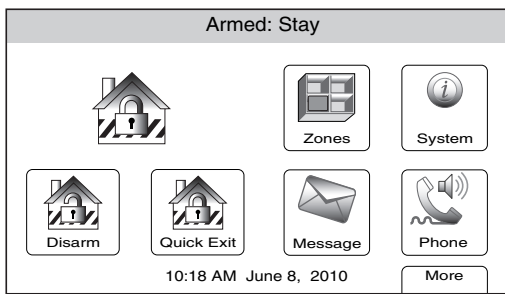 Armed: Stay
Zones
System
Disarm
Quick Exit
Message
Phone
10:18 AM June 8, 2010
More